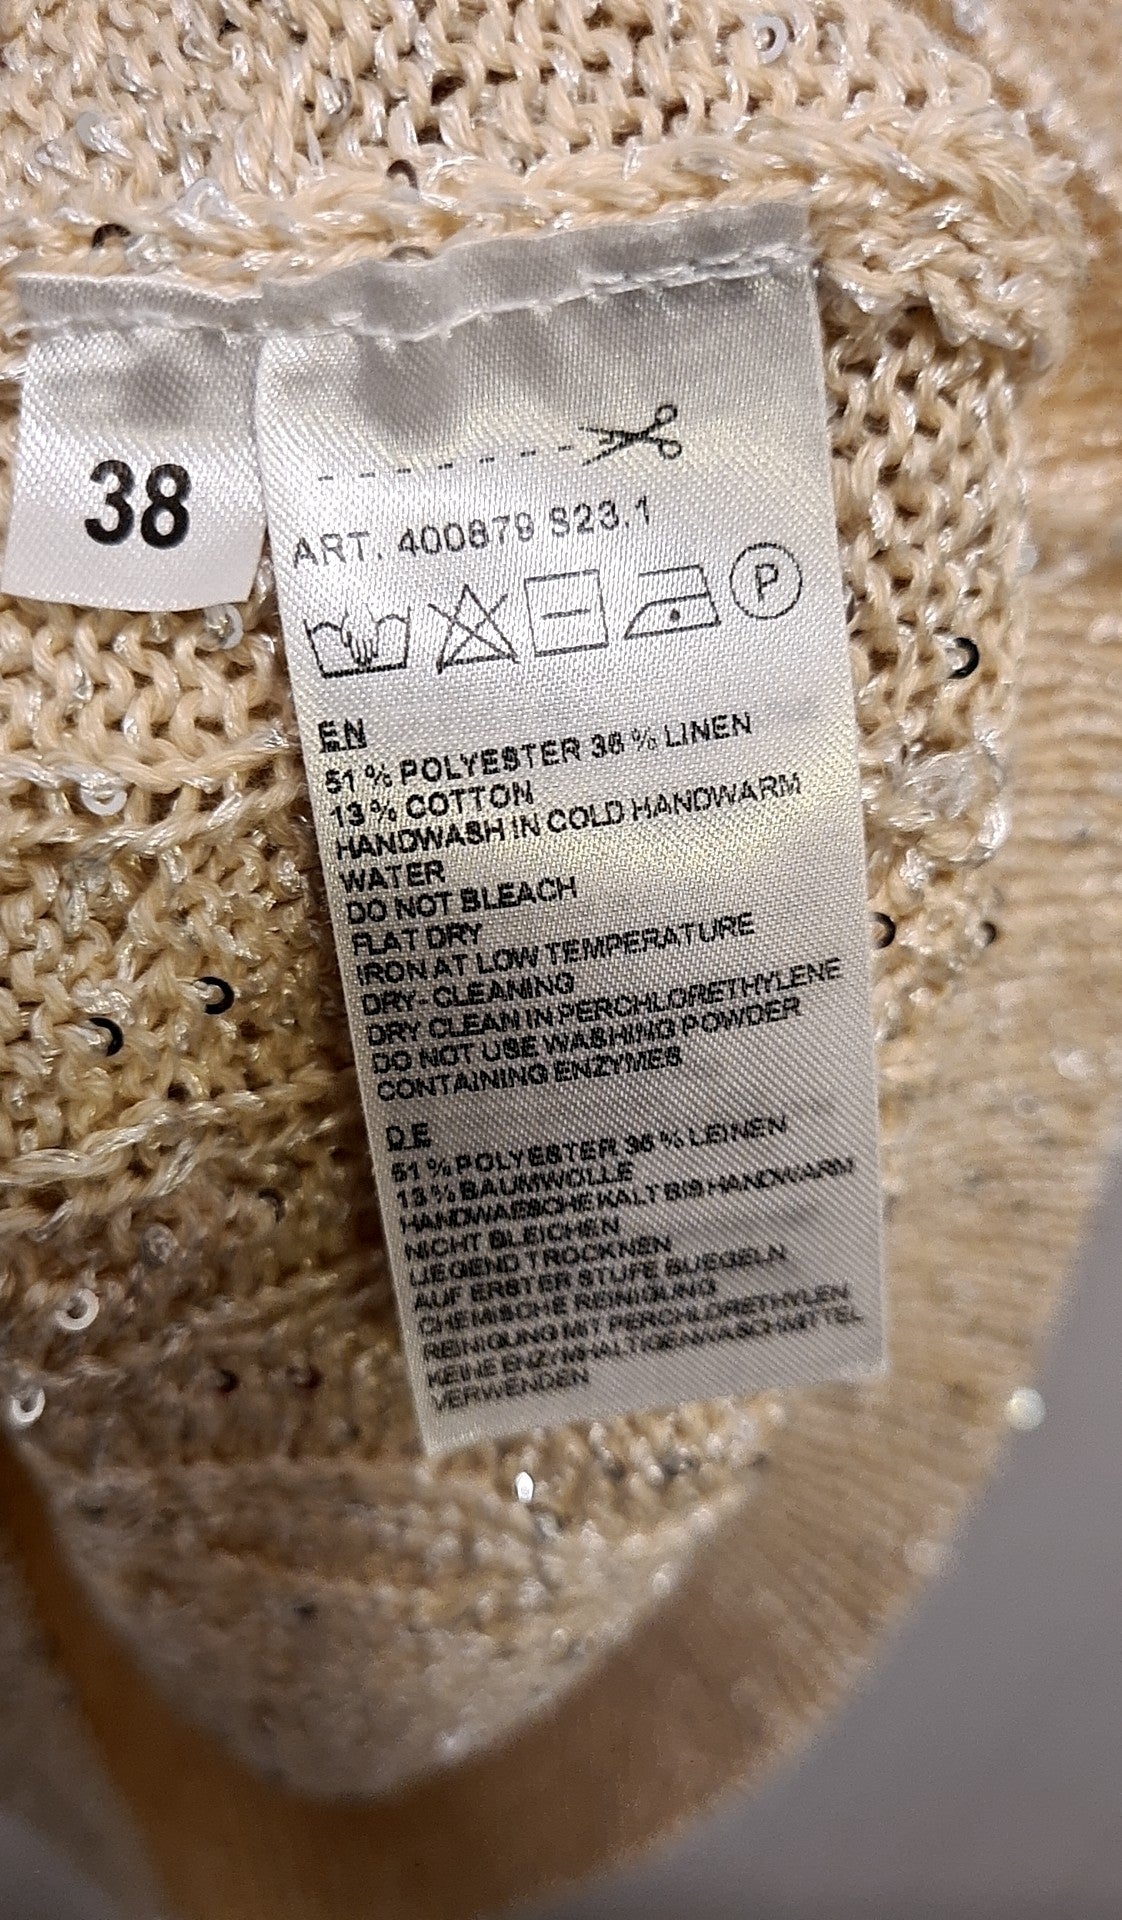 38
ART. 400879 S23.1
P
EN
51 % POLYESTER 36 % LINEN
13 % COTTON
HANDWASH IN COLD HANDWARM
WATER
DO NOT BLEACH
FLAT DRY
IRON AT LOW TEMPERATURE
DRY-CLEANING
DRY CLEAN IN PERCHLORETHYLENE
DO NOT USE WASHING POWDER
CONTAINING ENZYMES
DE
51 % POLYESTER 36 % LEINEN
13 % BAUMWOLLE
HANDWAESCHE KALT BIS HANDWARM
NICHT BLEICHEN
LIEGEND TROCKNEN
AUF ERSTER STUFE BUEGELN
CHEMISCHE REINIGUNG
REINIGUNG MIT PERCHLORETHYLEN
KEINE ENZYMHALTIGEN WASCHMITTEL
VERWENDEN